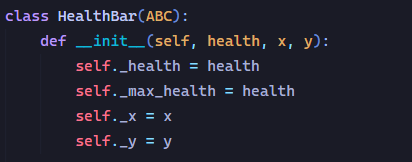 class HealthBar(ABC):
    def __init__(self, health, x, y):
        self._health = health
        self._max_health = health
        self._x = x
        self._y = y